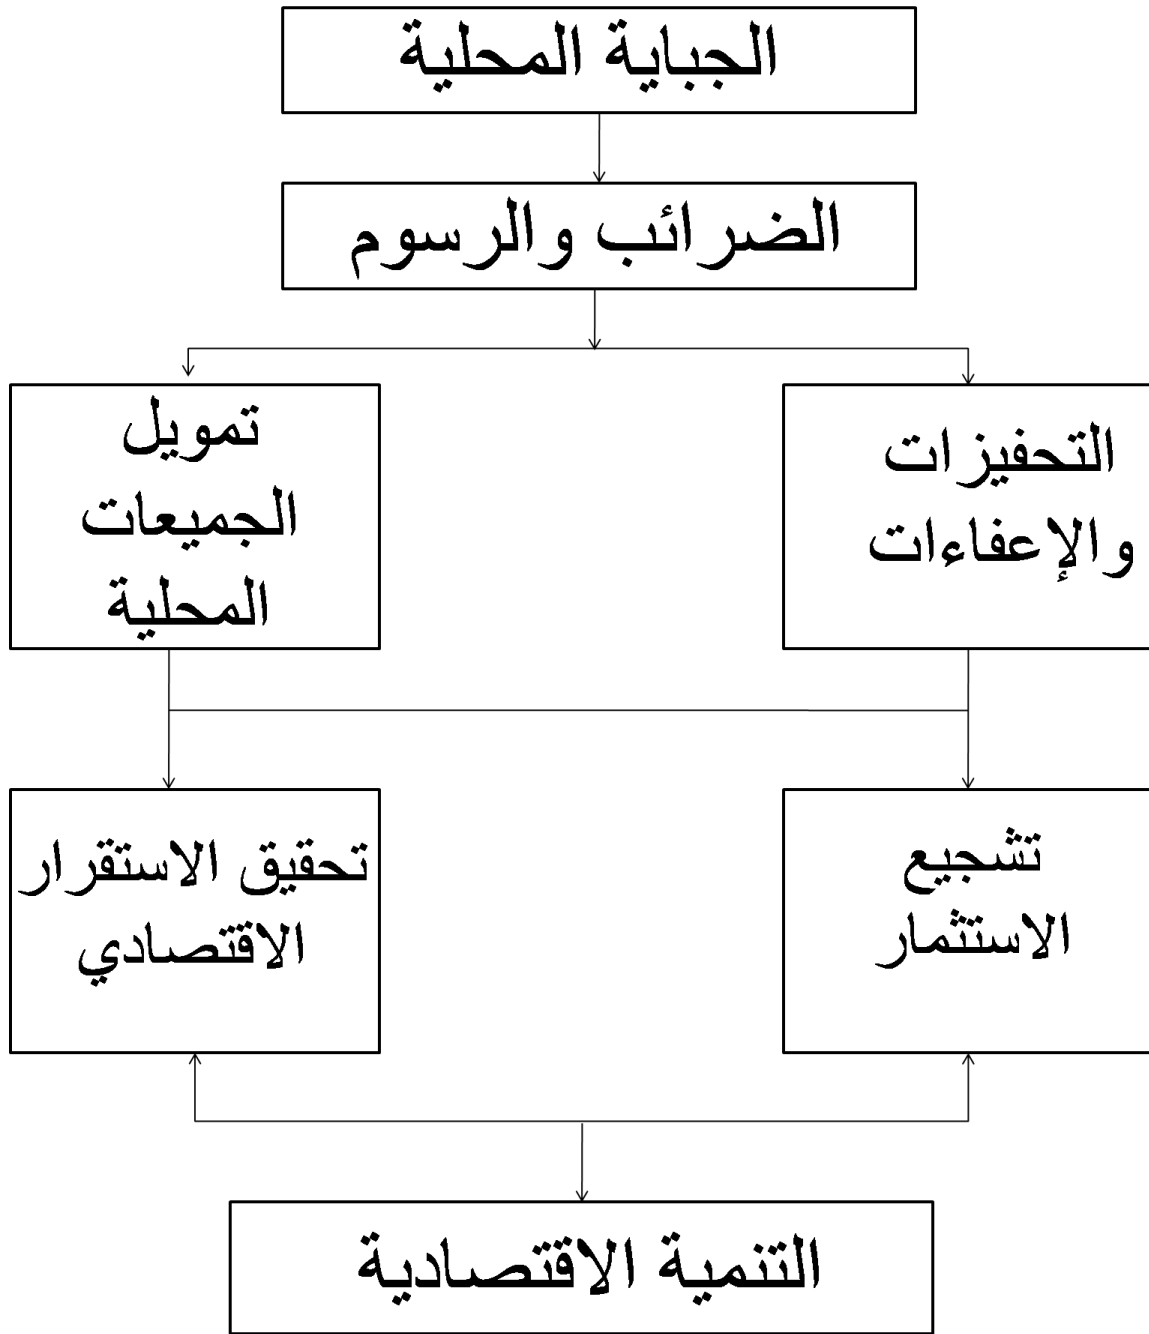 الجباية المحلية
الضرائب والرسوم
التحفيزات
والإعفاءات
تمويل
الجميعات
المحلية
تشجيع
الاستثمار
تحقيق الاستقرار
الاقتصادي
التنمية الاقتصادية